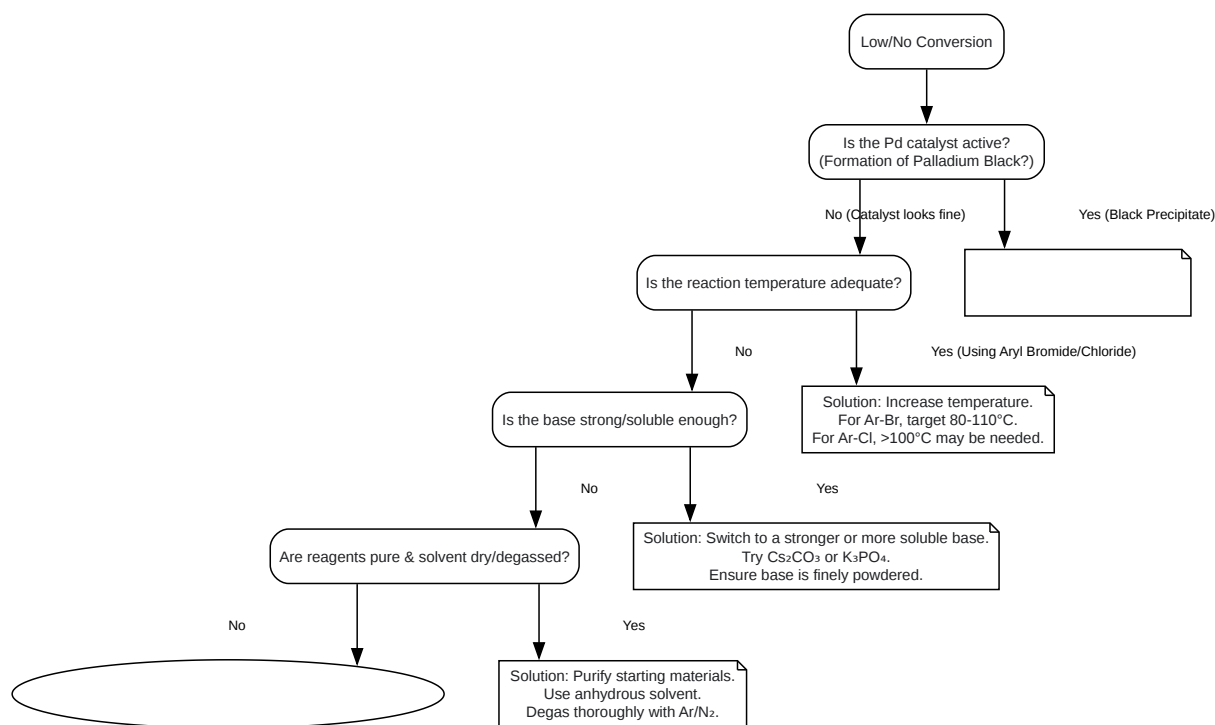 Low/No Conversion
Is the Pd catalyst active?
(Formation of Palladium Black?)
No (Catalyst looks fine)
Yes (Black Precipitate)
Is the reaction temperature adequate?
No
Yes (Using Aryl Bromide/Chloride)
Is the base strong/soluble enough?
Solution: Increase temperature.
For Ar-Br, target 80-110°C.
For Ar-Cl, >100°C may be needed.
No
Yes
Are reagents pure & solvent dry/degassed?
Solution: Switch to a stronger or more soluble base.
Try Cs₂CO₃ or K₃PO₄.
Ensure base is finely powdered.
No
Yes
Solution: Purify starting materials.
Use anhydrous solvent.
Degas thoroughly with Ar/N₂.